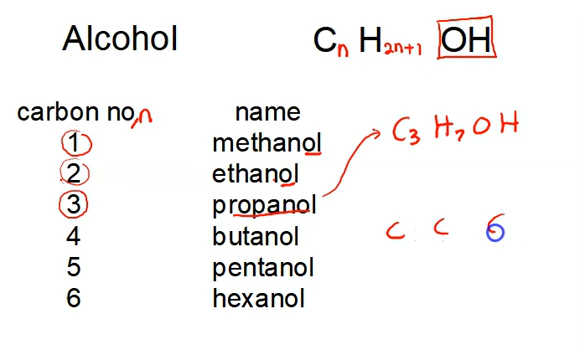 Alcohol CnH2n+1 OH
carbon no,n name
1 methanol C3H7OH
2 ethanol
3 propanol
4 butanol C C C
5 pentanol
6 hexanol